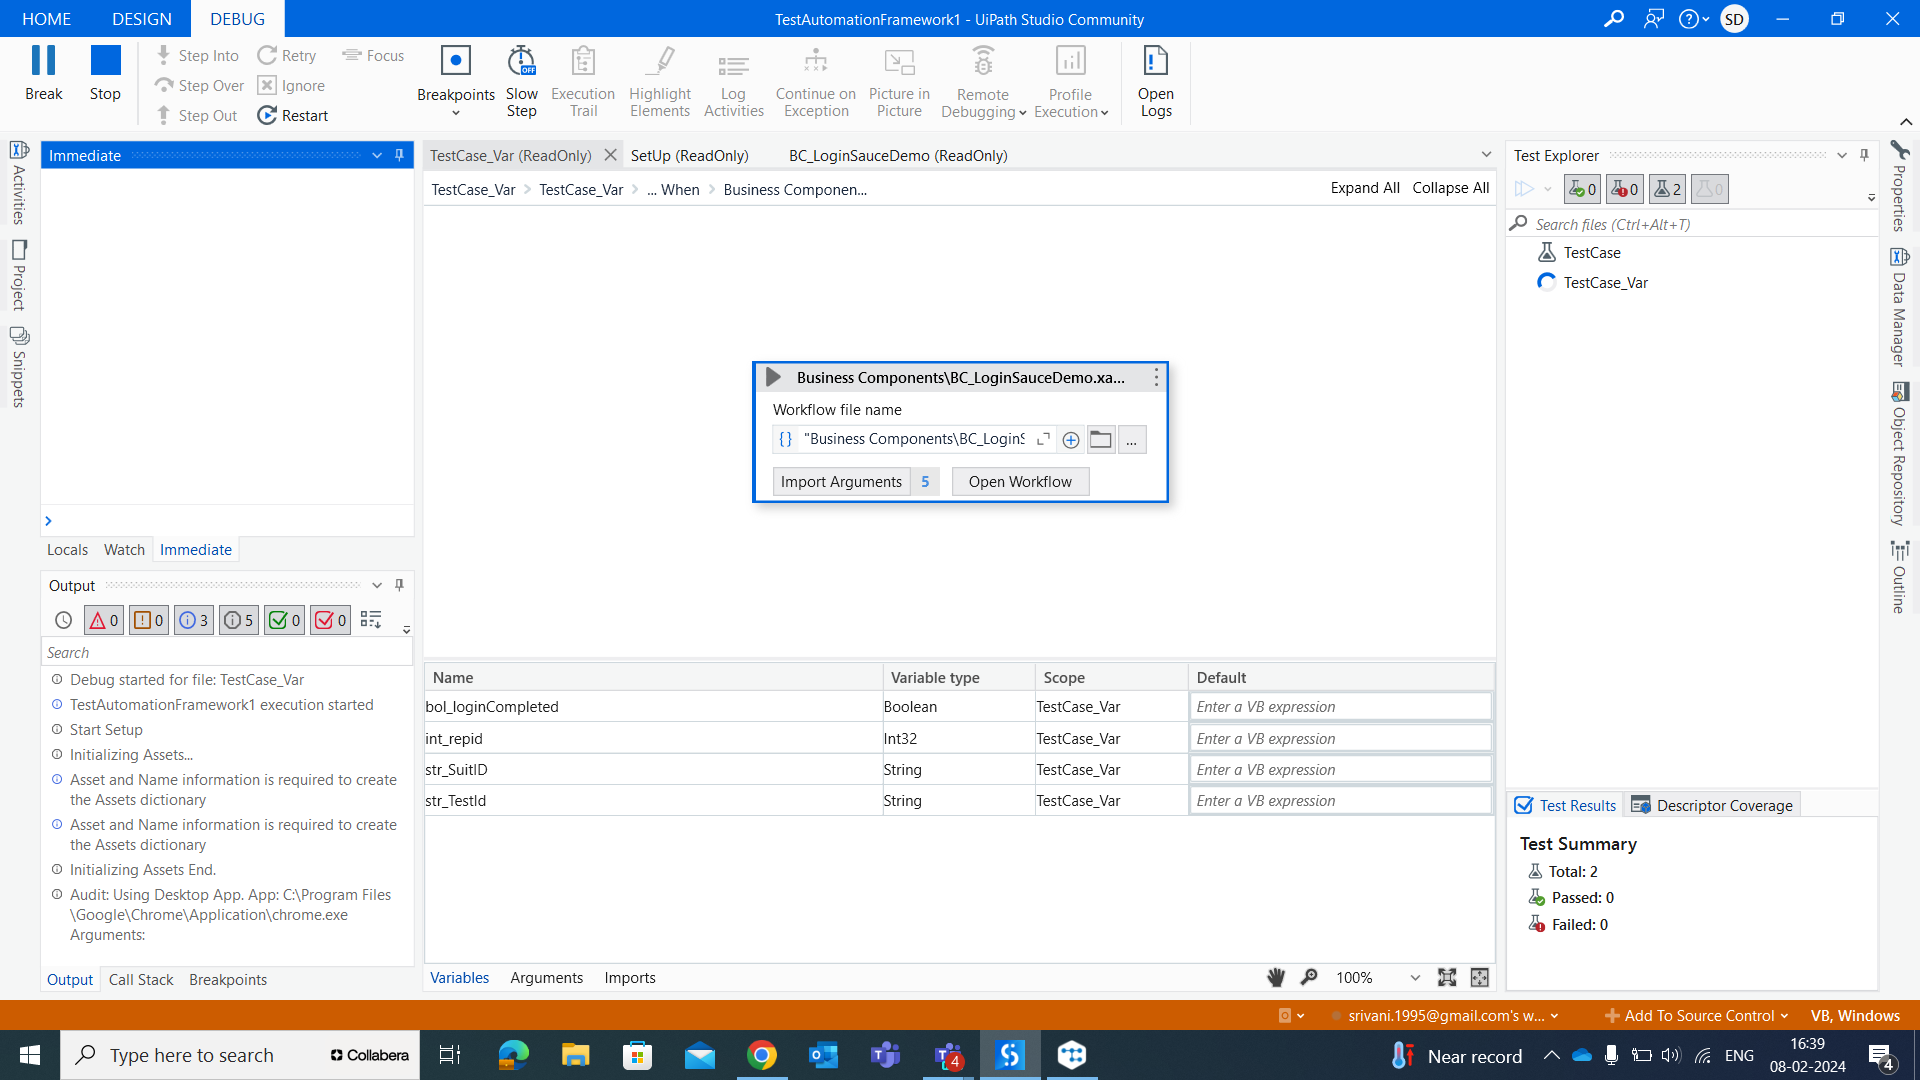 HOME DESIGN DEBUG
TestAutomationFramework1 - UiPath Studio Community
SD
Break
Stop
Step Into
Step Over
Step Out
Retry
Ignore
Restart
Focus
Breakpoints
OFF
Slow
Step
Execution
Trail
Highlight
Elements
Log
Activities
Continue on
Exception
Picture in
Picture
Remote
Debugging
Profile
Execution
Open
Logs
Activities
Project
Snippets
Immediate
Locals Watch Immediate
Output
0 0 3 5 0 0
Search
Debug started for file: TestCase_Var
TestAutomationFramework1 execution started
Start Setup
Initializing Assets...
Asset and Name information is required to create
the Assets dictionary
Asset and Name information is required to create
the Assets dictionary
Initializing Assets End.
Audit: Using Desktop App. App: C:\Program Files
\Google\Chrome\Application\chrome.exe
Arguments:
Output Call Stack Breakpoints
TestCase_Var (ReadOnly) SetUp (ReadOnly) BC_LoginSauceDemo (ReadOnly)
TestCase_Var > TestCase_Var > ... When > Business Componen...
Expand All Collapse All
Business Components\BC_LoginSauceDemo.xa...
Workflow file name
{} "Business Components\BC_LoginS
...
Import Arguments 5 Open Workflow
Name Variable type Scope Default
bol_loginCompleted Boolean TestCase_Var Enter a VB expression
int_repid Int32 TestCase_Var Enter a VB expression
str_SuitID String TestCase_Var Enter a VB expression
str_TestId String TestCase_Var Enter a VB expression
Variables Arguments Imports
100%
Test Explorer
0 0 2 0
Search files (Ctrl+Alt+T)
TestCase
TestCase_Var
Test Results Descriptor Coverage
Test Summary
Total: 2
Passed: 0
Failed: 0
Properties
Data Manager
Object Repository
Outline
srivani.1995@gmail.com's w...
Add To Source Control
VB, Windows
Type here to search
Collabera
4
Near record
ENG
16:39
08-02-2024
4